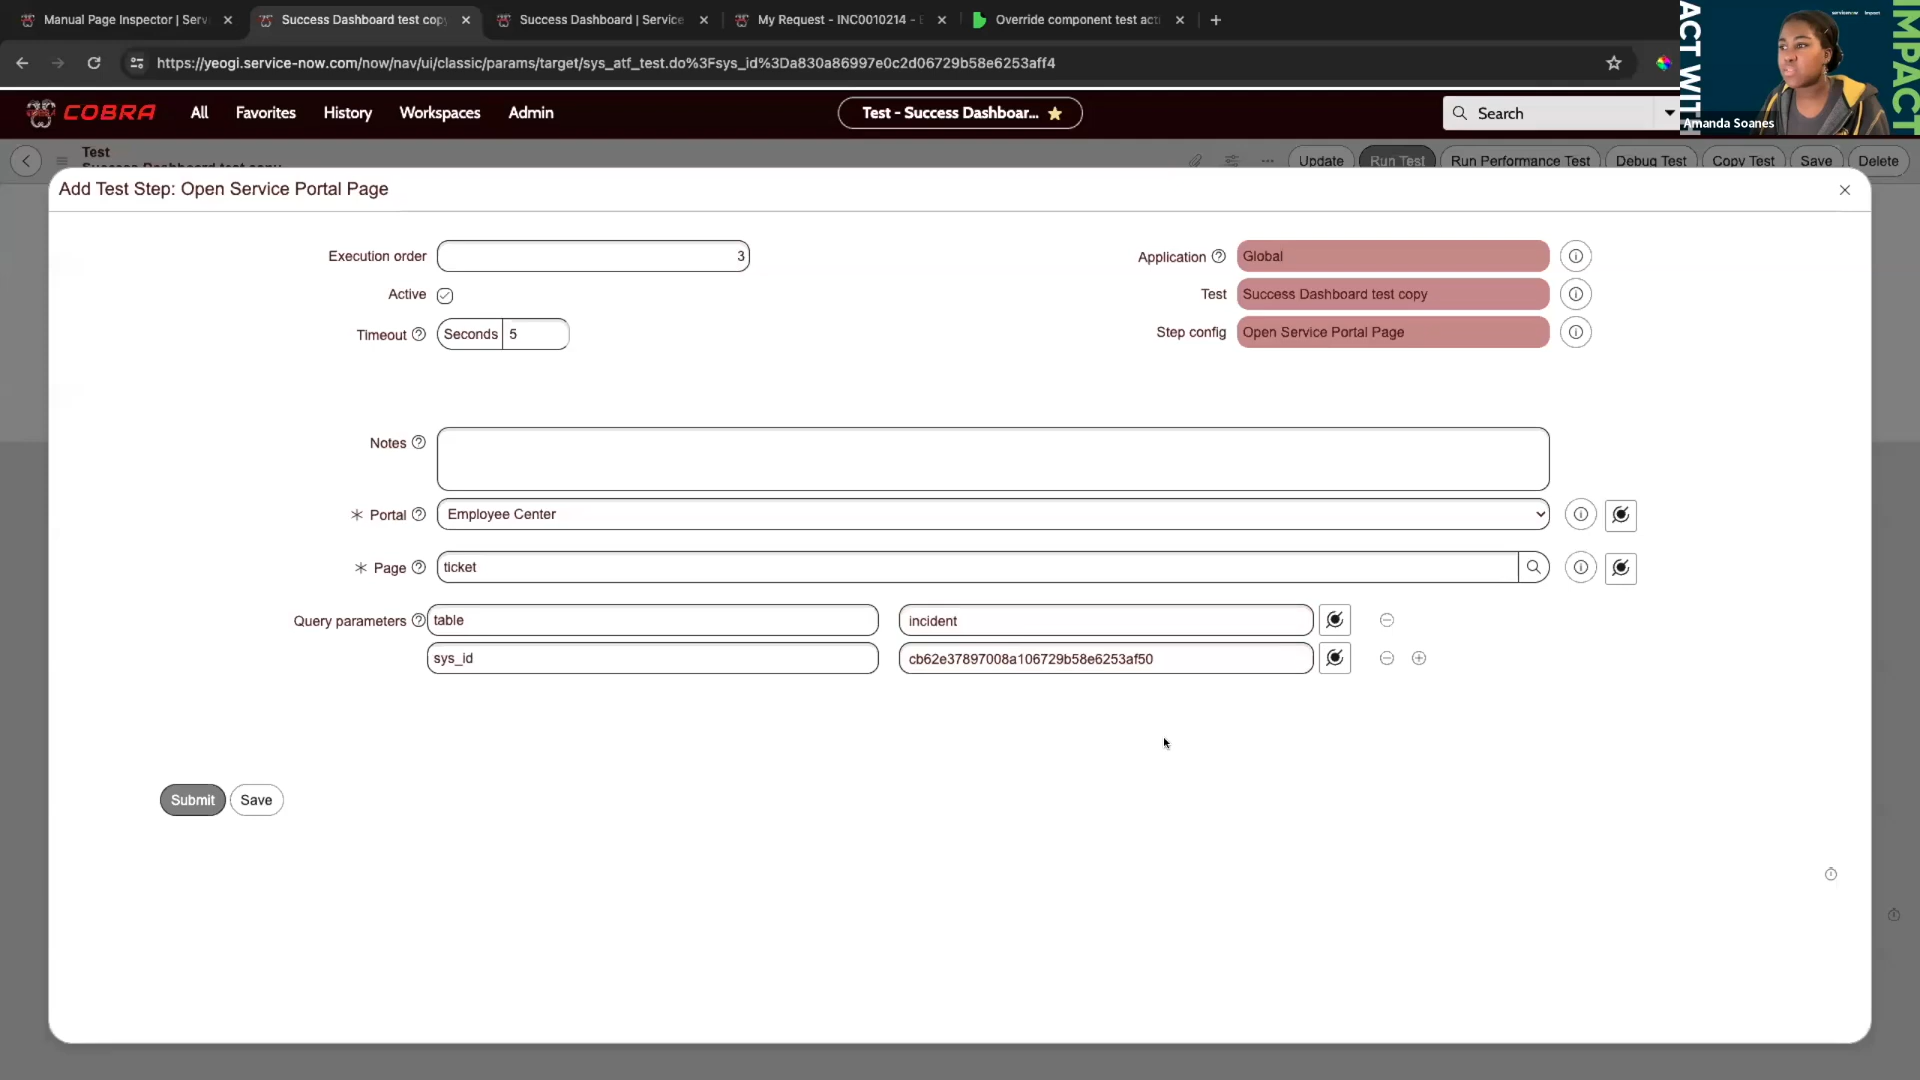 Manual Page Inspector | Serv
Success Dashboard test copy
Success Dashboard | Service
My Request - INC0010214 - E
Override component test acti
https://yeogi.service-now.com/now/nav/ui/classic/params/target/sys_atf_test.do%3Fsys_id%3Da830a86997e0c2d06729b58e6253aff4
ACT WITH
IMPACT
Amanda Soanes
COBRA
All
Favorites
History
Workspaces
Admin
Test - Success Dashboar...
Search
Test
Success Dashboard test copy
Update
Run Test
Run Performance Test
Debug Test
Copy Test
Save
Delete
Add Test Step: Open Service Portal Page
Execution order
3
Application
Global
Active
Test
Success Dashboard test copy
Timeout
Seconds
5
Step config
Open Service Portal Page
Notes
Portal
Employee Center
Page
ticket
Query parameters
table
incident
sys_id
cb62e37897008a106729b58e6253af50
Submit
Save